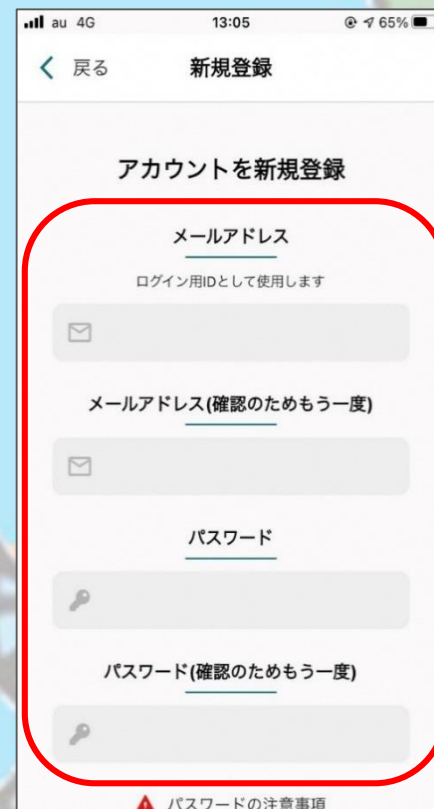 au 4G 13:05 65%
戻る 新規登録
アカウントを新規登録
メールアドレス
ログイン用IDとして使用します
メールアドレス(確認のためもう一度)
パスワード
パスワード(確認のためもう一度)
パスワードの注意事項